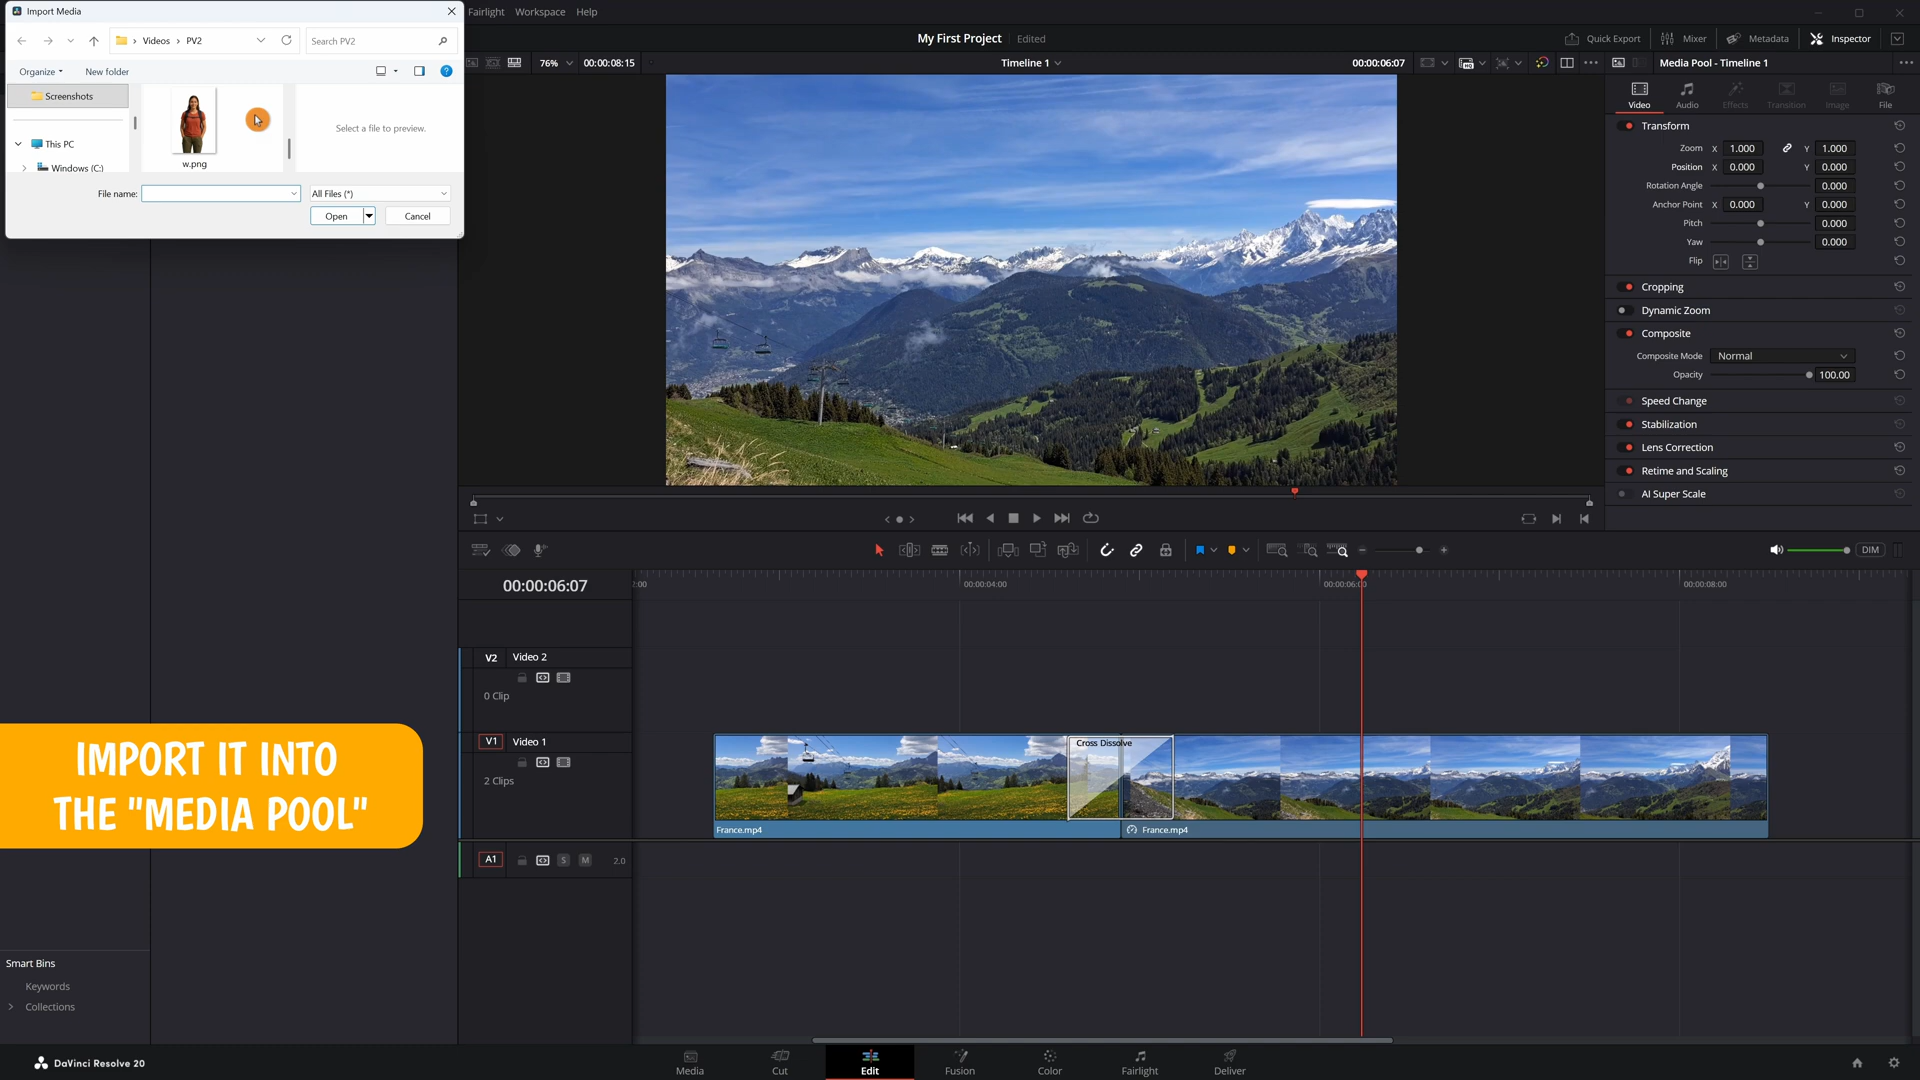 Import Media
Fairlight Workspace Help
Videos > PV2
Search PV2
Organize
New folder
Screenshots
This PC
Windows (C:)
w.png
Select a file to preview.
File name:
All Files (*)
Open
Cancel
My First Project Edited
Quick Export Mixer Metadata Inspector
76% 00:00:08:15
Timeline 1
00:00:06:07
Media Pool - Timeline 1
Video Audio Effects Transition Image File
Transform
Zoom X 1.000 Y 1.000
Position X 0.000 Y 0.000
Rotation Angle 0.000
Anchor Point X 0.000 Y 0.000
Pitch 0.000
Yaw 0.000
Flip
Cropping
Dynamic Zoom
Composite
Composite Mode Normal
Opacity 100.00
Speed Change
Stabilization
Lens Correction
Retime and Scaling
AI Super Scale
DIM
00:00:06:07
2:00
00:00:04:00
00:00:06:0
00:00:08:00
V2 Video 2
0 Clip
V1 Video 1
2 Clips
Cross Dissolve
France.mp4
France.mp4
A1 S M 2.0
IMPORT IT INTO
THE "MEDIA POOL"
Smart Bins
Keywords
Collections
DaVinci Resolve 20
Media Cut Edit Fusion Color Fairlight Deliver